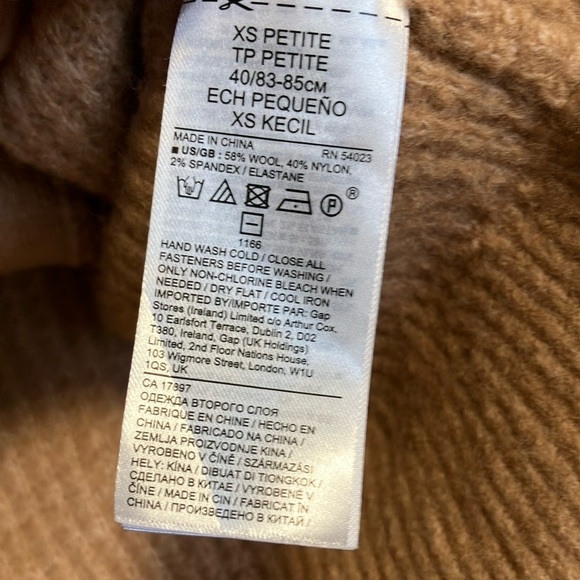 XS PETITE
TP PETITE
40/83-85см
ECH PEQUEÑO
XS KECIL
MADE IN CHINA RN 54023
■ US/GB : 58% WOOL, 40% NYLON,
2% SPANDEX / ELASTANE
P ®
1166
HAND WASH COLD / CLOSE ALL
FASTENERS BEFORE WASHING /
ONLY NON-CHLORINE BLEACH WHEN
NEEDED / DRY FLAT / COOL IRON
IMPORTED BY/IMPORTE PAR: Gap
Stores (Ireland) Limited c/o Arthur Cox,
10 Earlsfort Terrace, Dublin 2, D02
T380, Ireland, Gap (UK Holdings)
Limited, 2nd Floor Nations House,
103 Wigmore Street, London, W1U
1QS, UK
CA 17897
ОДЕЖДА ВТОРОГО СЛОЯ
FABRIQUE EN CHINE / HECHO EN
CHINA / FABRICADO NA CHINA /
ZEMLJA PROIZVODNJE KINA /
VYROBENO V ČÍNĚ / SZÁRMAZÁSI
HELY: KÍNA / DIBUAT DI TIONGKOK /
СДЕЛАНО В КИТАЕ / VYROBENO V
ČÍNE / MADE IN CIN / FABRICAT ÎN
CHINA / ПРОИЗВЕДЕНО В КИТАЙ /